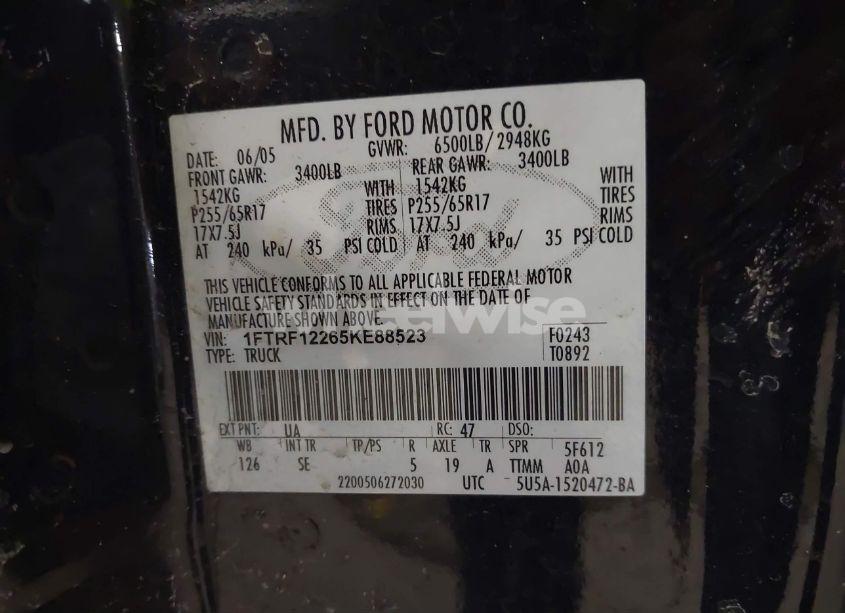 MFD. BY FORD MOTOR CO.
DATE: 06/05 GVWR: 6500LB/ 2948KG
FRONT GAWR: 3400LB REAR GAWR: 3400LB
1542KG WITH 1542KG WITH
P255/65R17 TIRES P255/65R17 TIRES
17X7.5J RIMS 17X7.5J RIMS
AT 240 kPa/ 35 PSI COLD AT 240 kPa/ 35 PSI COLD
Ford
THIS VEHICLE CONFORMS TO ALL APPLICABLE FEDERAL MOTOR
VEHICLE SAFETY STANDARDS IN EFFECT ON THE DATE OF
MANUFACTURE SHOWN ABOVE.
VIN: 1FTRF12265KE88523 F0243
TYPE: TRUCK T0892
EXT PNT: UA RC: 47 DSO:
WB INT TR TP/PS R AXLE TR SPR 5F612
126 SE 5 19 A TTMM A0A
2200506272030 UTC 5U5A-1520472-BA